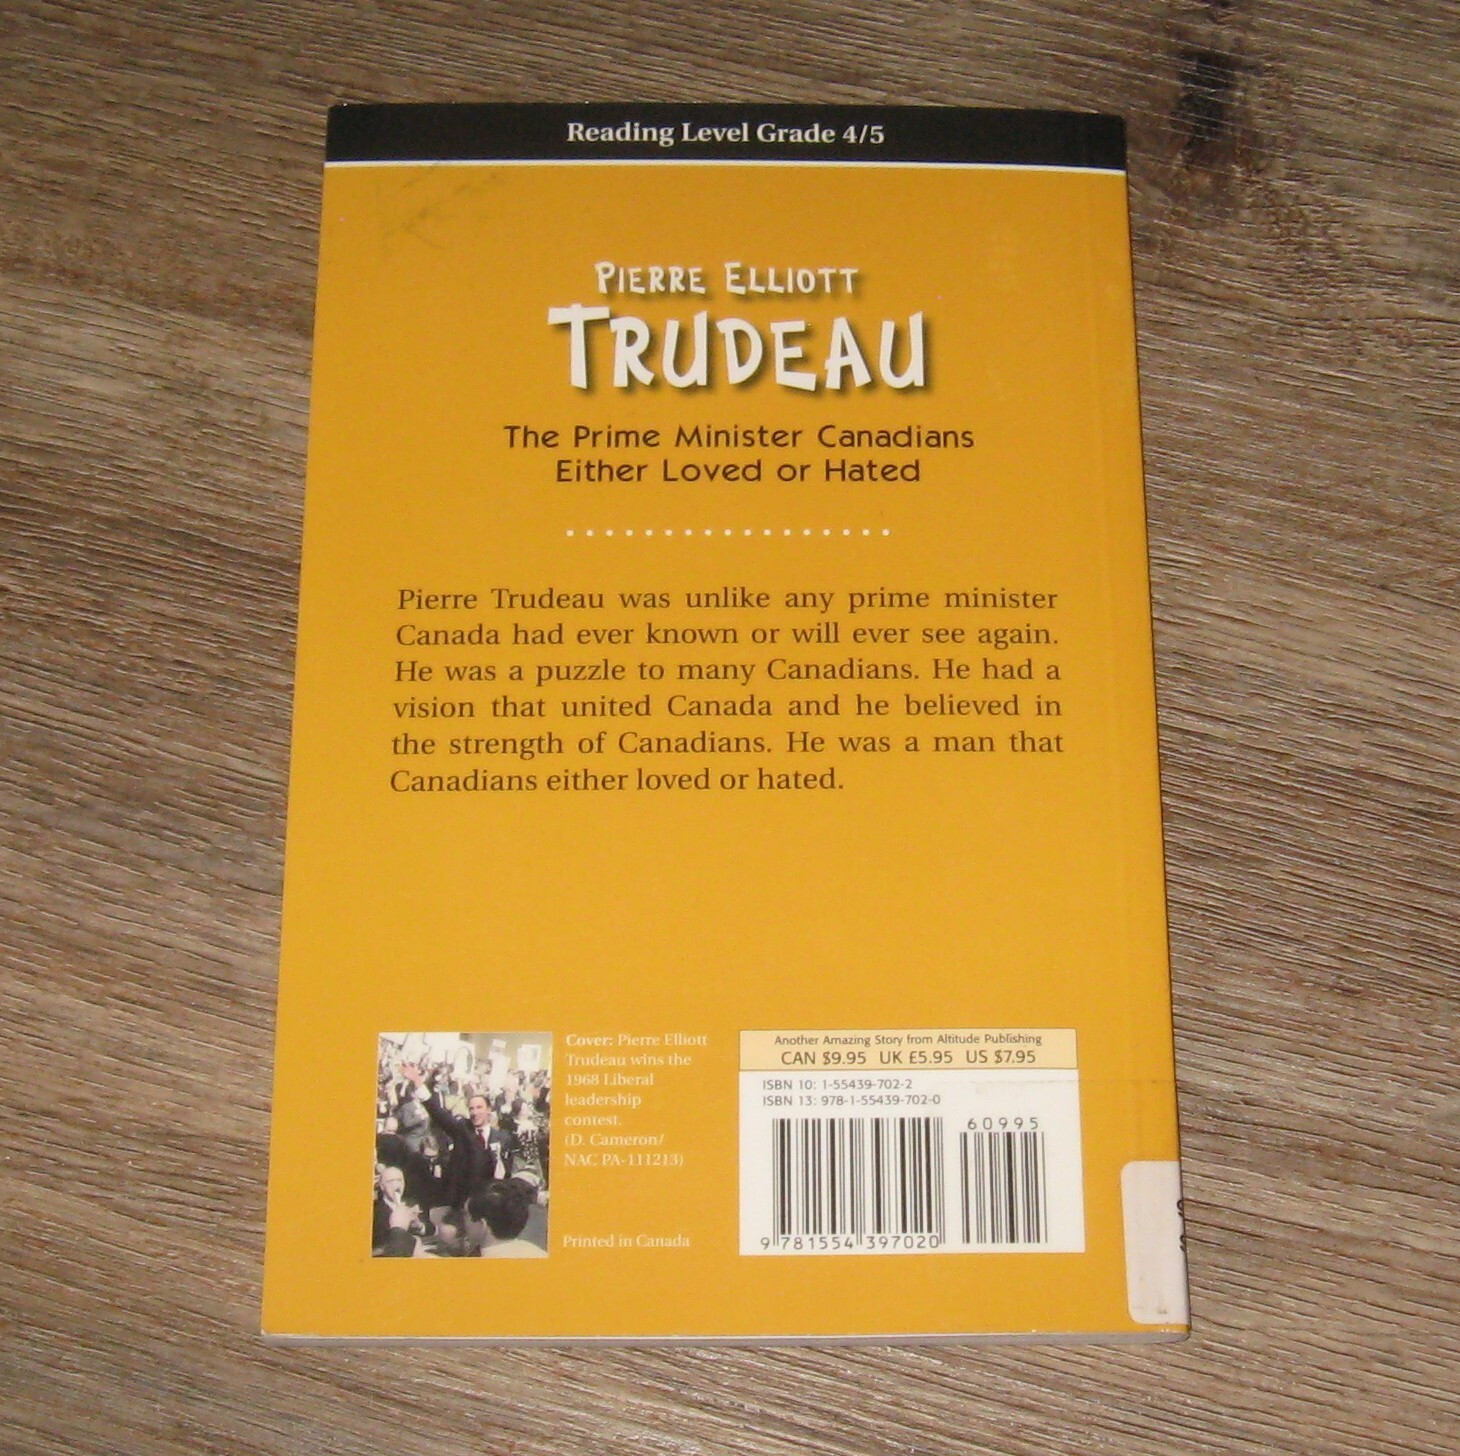 Reading Level Grade 4/5
PIERRE ELLIOTT
TRUDEAU
The Prime Minister Canadians
Either Loved or Hated
Pierre Trudeau was unlike any prime minister
Canada had ever known or will ever see again.
He was a puzzle to many Canadians. He had a
vision that united Canada and he believed in
the strength of Canadians. He was a man that
Canadians either loved or hated.
Cover: Pierre Elliott
Trudeau wins the
1968 Liberal
leadership
contest.
(D. Cameron/
NAC PA-111213)
Printed in Canada
Another Amazing Story from Altitude Publishing
CAN $9.95 UK £5.95 US $7.95
ISBN 10: 1-55439-702-2
ISBN 13: 978-1-55439-702-0
60995
9 781554 397020